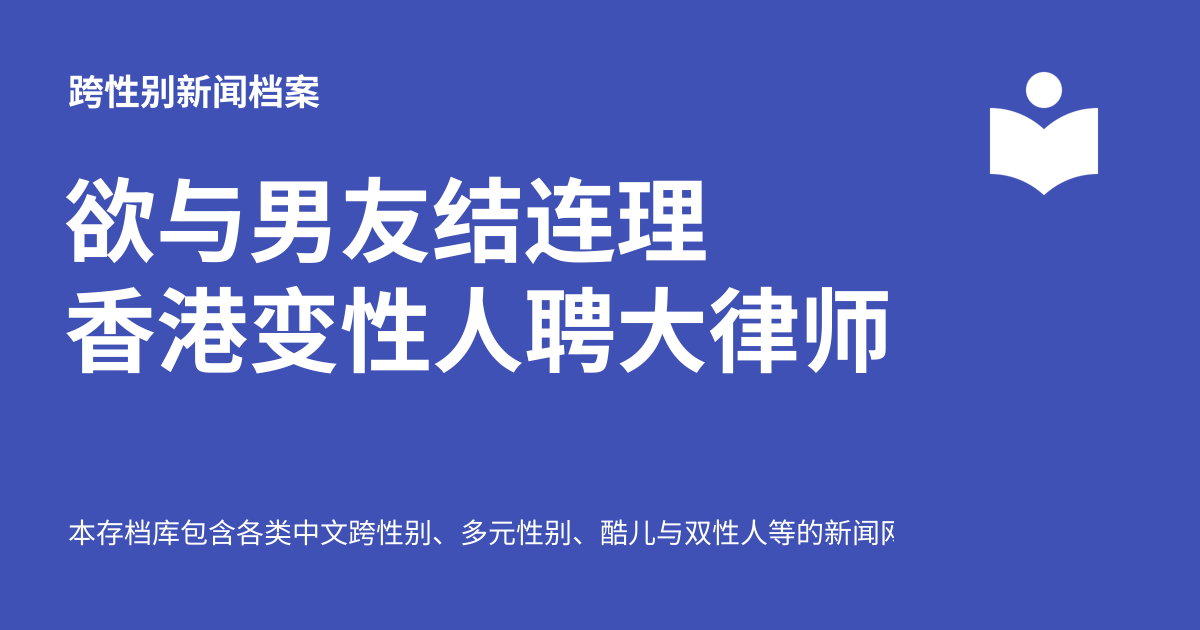 跨性别新闻档案
欲与男友结连理
香港变性人聘大律师
本存档库包含各类中文跨性别、多元性别、酷儿与双性人等的新闻